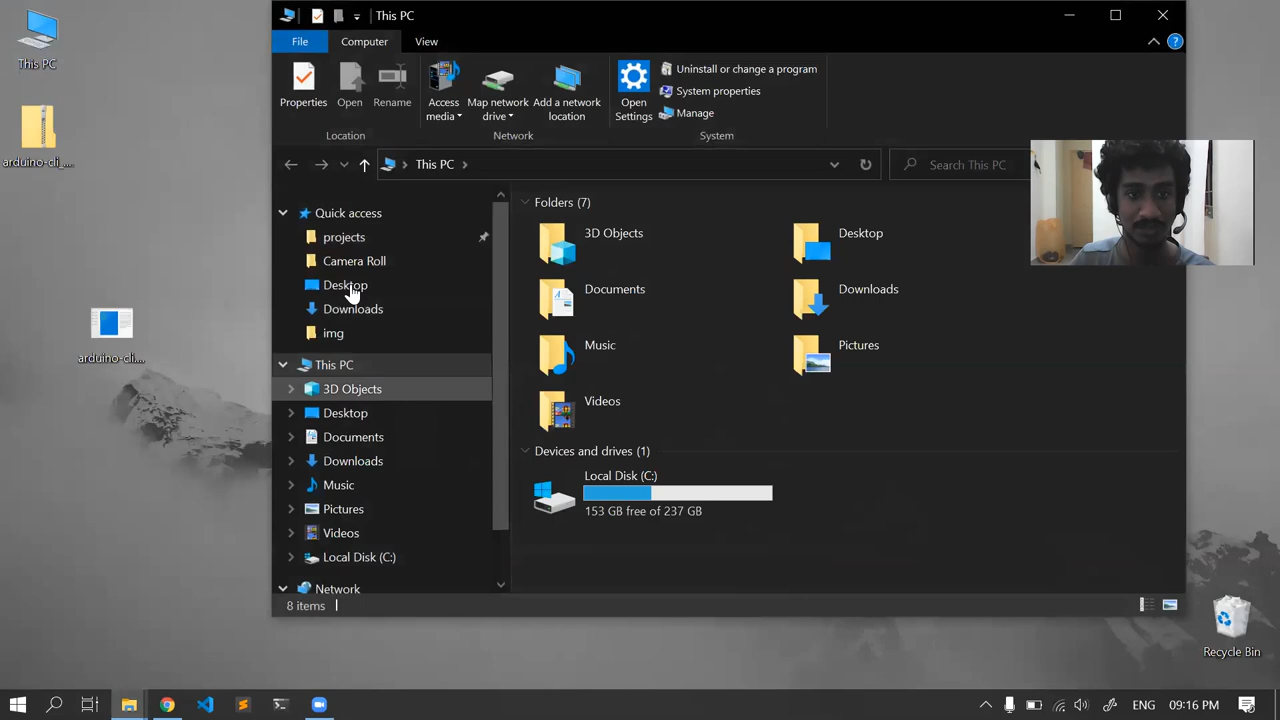 This PC
arduino-cli_...
arduino-cli....
Recycle Bin
This PC
File
Computer
View
Properties
Open
Rename
Location
Access media
Map network drive
Add a network location
Network
Open Settings
Uninstall or change a program
System properties
Manage
System
This PC
Search This PC
Quick access
projects
Camera Roll
Desktop
Downloads
img
This PC
3D Objects
Desktop
Documents
Downloads
Music
Pictures
Videos
Local Disk (C:)
Network
Folders (7)
3D Objects
Desktop
Documents
Downloads
Music
Pictures
Videos
Devices and drives (1)
Local Disk (C:)
153 GB free of 237 GB
8 items
ENG
09:16 PM